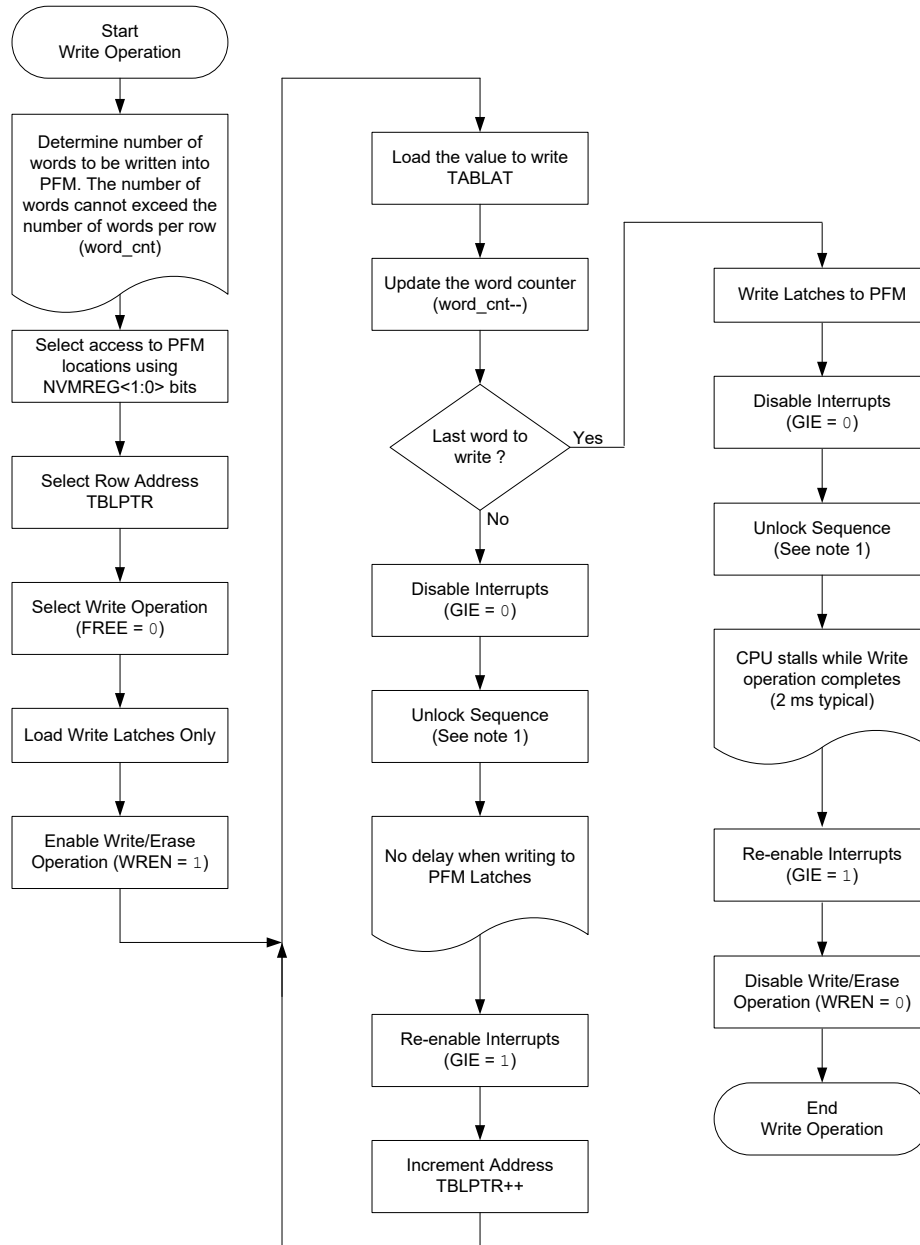 Start
Write Operation
Determine number of
words to be written into
PFM. The number of
words cannot exceed the
number of words per row
(word_cnt)
Select access to PFM
locations using
NVMREG<1:0> bits
Select Row Address
TBLPTR
Select Write Operation
(FREE = 0)
Load Write Latches Only
Enable Write/Erase
Operation (WREN = 1)
Load the value to write
TABLAT
Update the word counter
(word_cnt--)
Last word to
write ?
Yes
No
Disable Interrupts
(GIE = 0)
Unlock Sequence
(See note 1)
No delay when writing to
PFM Latches
Re-enable Interrupts
(GIE = 1)
Increment Address
TBLPTR++
Write Latches to PFM
Disable Interrupts
(GIE = 0)
Unlock Sequence
(See note 1)
CPU stalls while Write
operation completes
(2 ms typical)
Re-enable Interrupts
(GIE = 1)
Disable Write/Erase
Operation (WREN = 0)
End
Write Operation